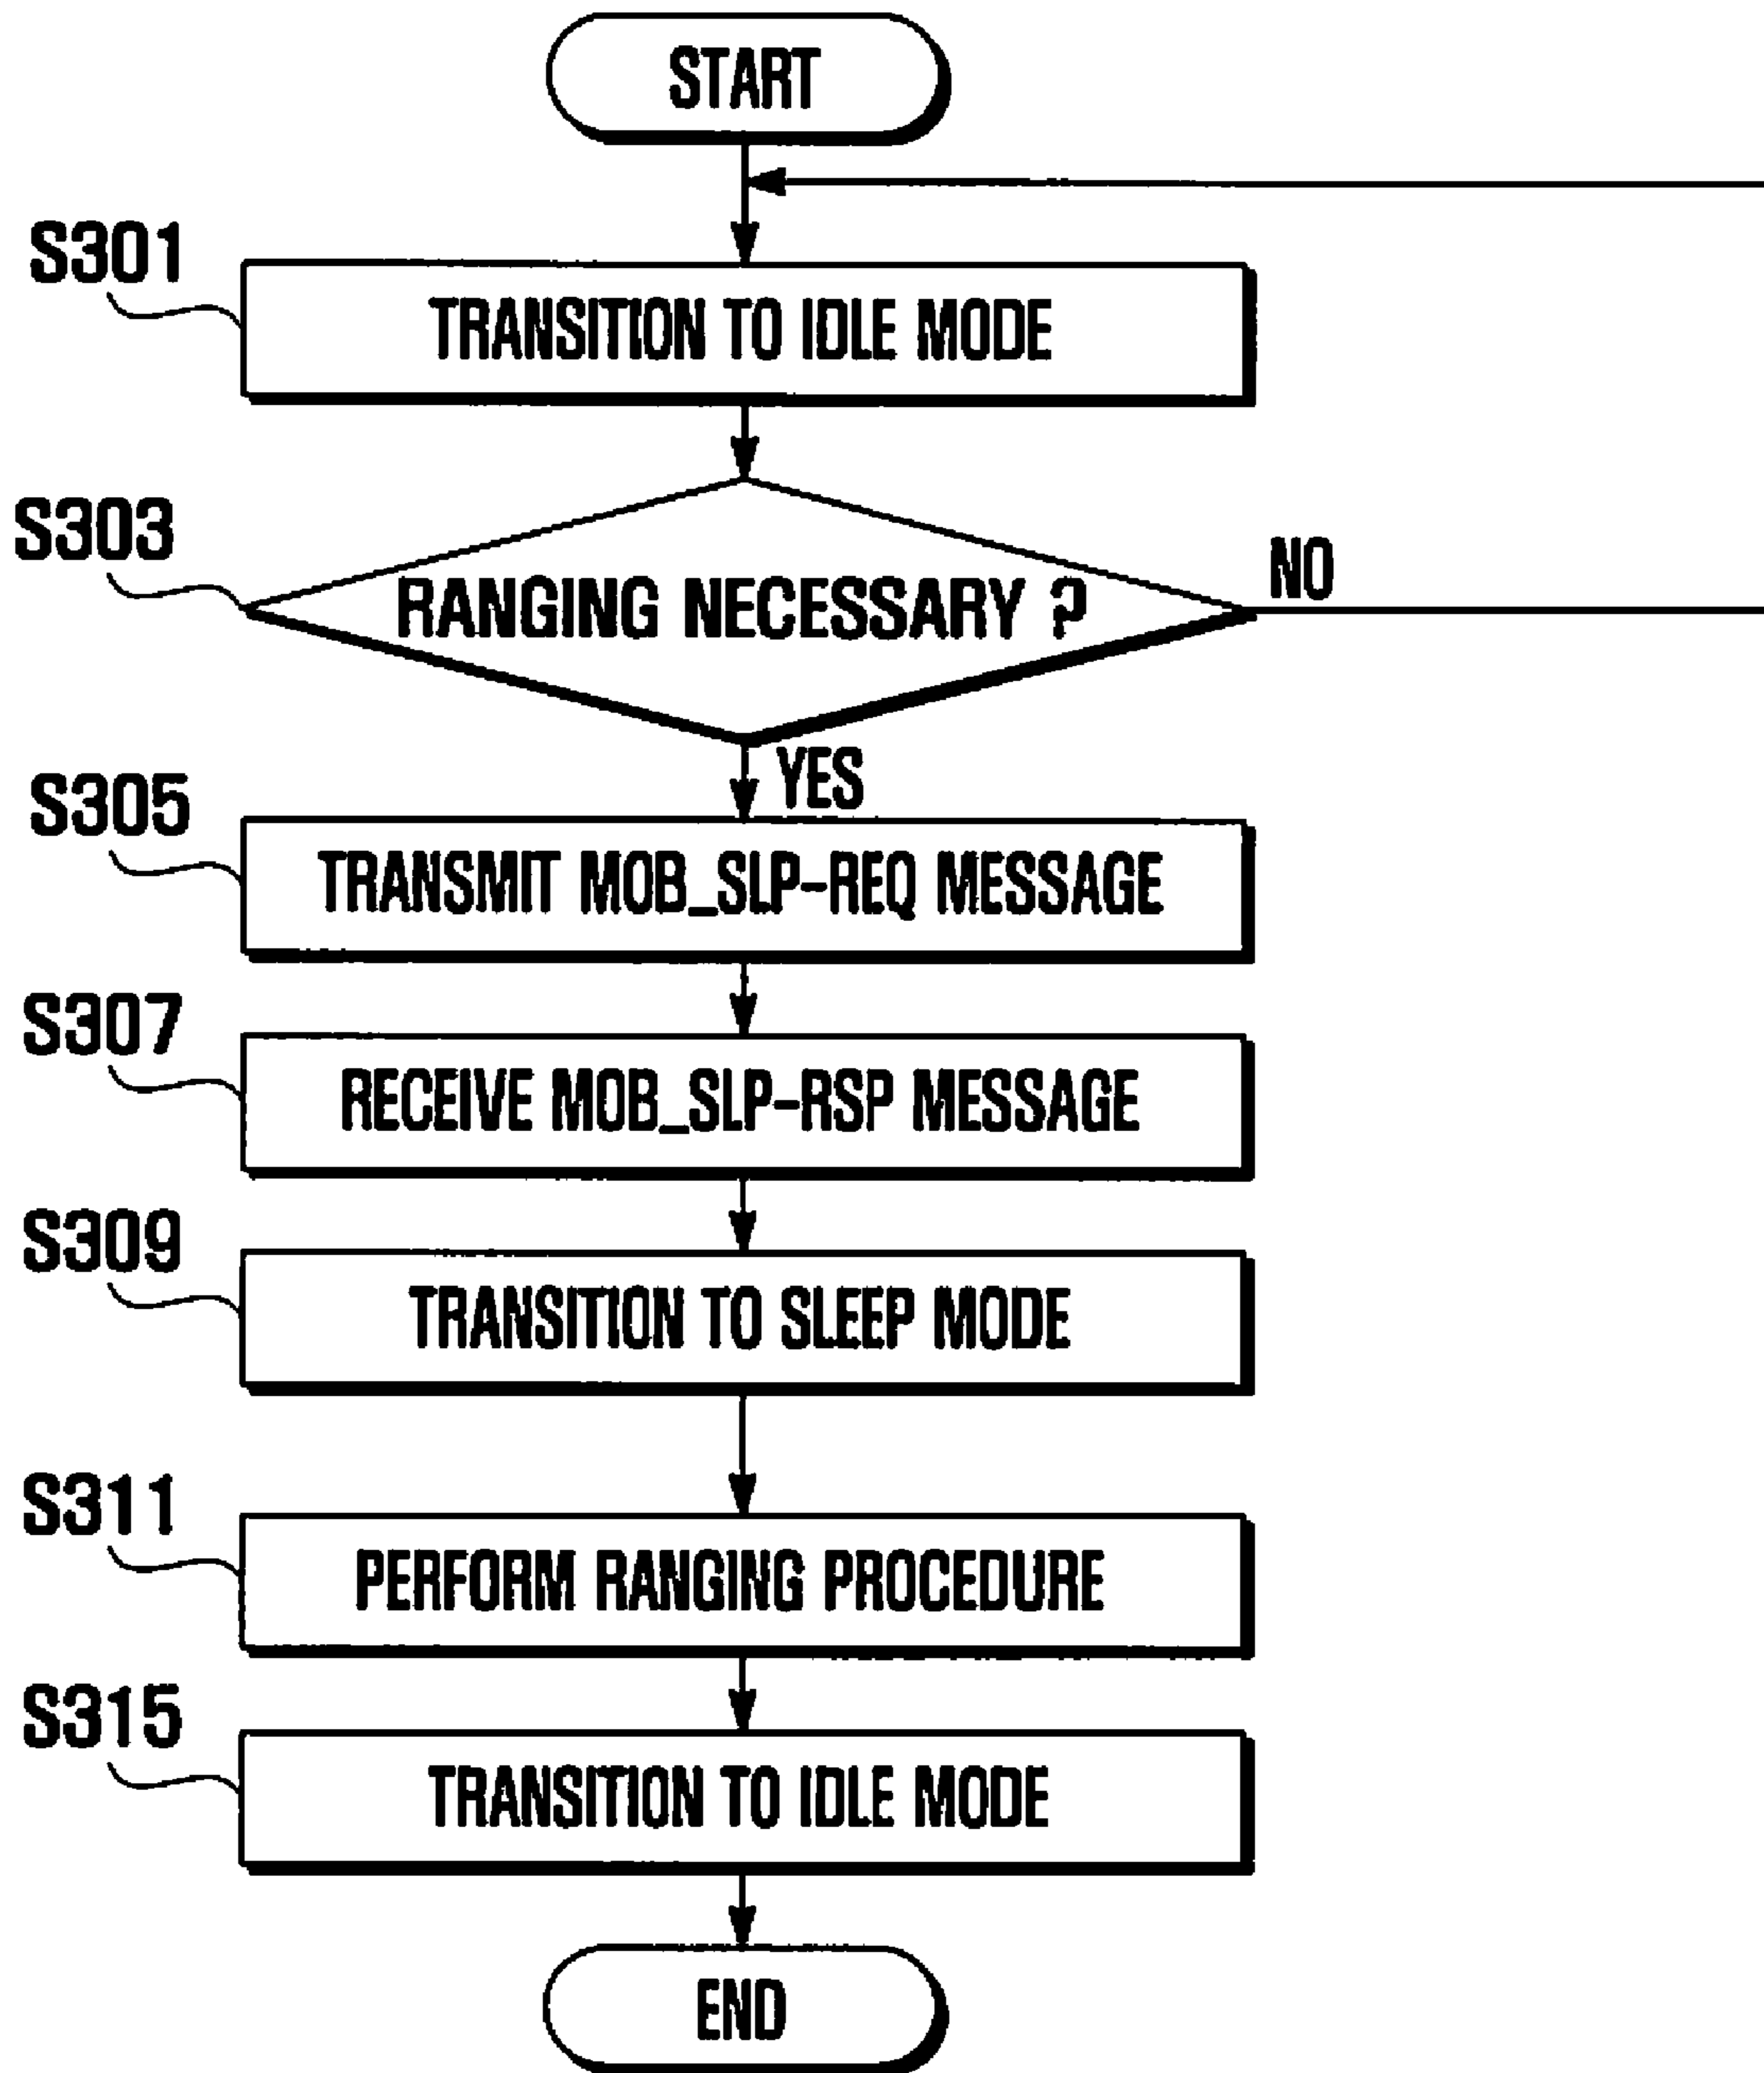 START
S301
TRANSITION TO IDLE MODE
S303
RANGING NECESSARY ?
NO
YES
S305
TRANSMIT MOB_SLP-REQ MESSAGE
S307
RECEIVE MOB_SLP-RSP MESSAGE
S309
TRANSITION TO SLEEP MODE
S311
PERFORM RANGING PROCEDURE
S315
TRANSITION TO IDLE MODE
END